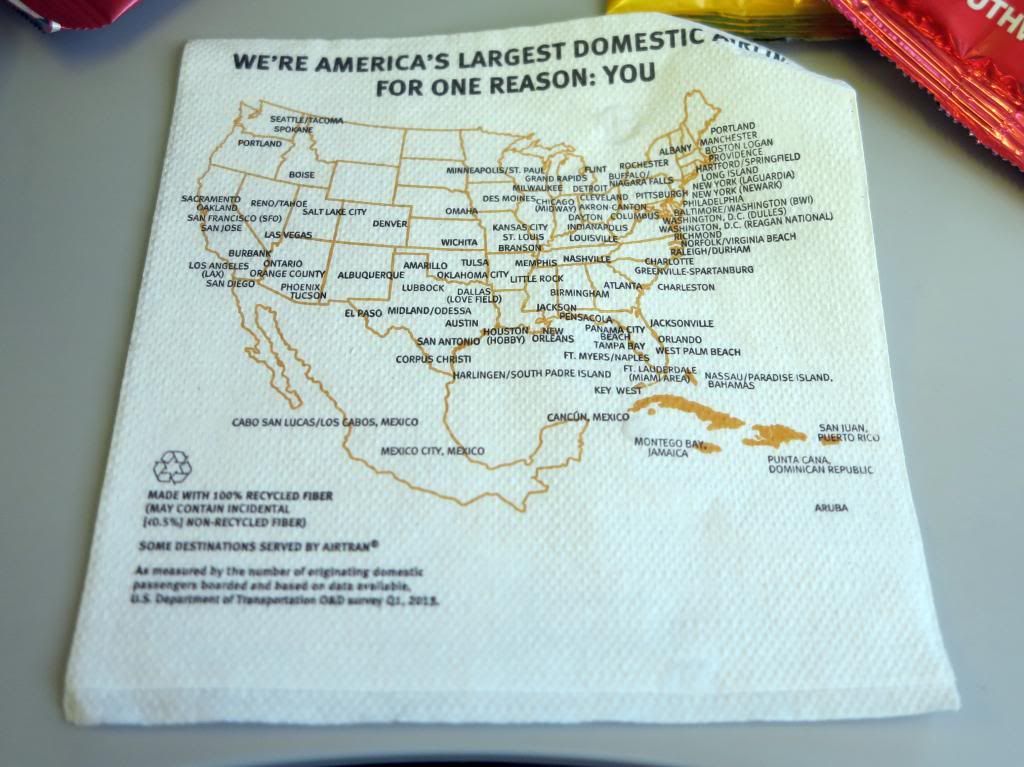 WE'RE AMERICA'S LARGEST DOMESTIC
FOR ONE REASON: YOU
SEATTLE/TACOMA
SPOKANE
PORTLAND
BOISE
SACRAMENTO
OAKLAND
SAN FRANCISCO (SFO)
SAN JOSE
RENO/TAHOE
SALT LAKE CITY
LAS VEGAS
DENVER
BURBANK
ONTARIO
LOS ANGELES
(LAX)
ORANGE COUNTY
SAN DIEGO
PHOENIX
TUCSON
ALBUQUERQUE
EL PASO
MIDLAND/ODESSA
AMARILLO
LUBBOCK
MINNEAPOLIS/ST. PAUL
GRAND RAPIDS
MILWAUKEE
DES MOINES
CHICAGO
(MIDWAY)
OMAHA
KANSAS CITY
ST. LOUIS
BRANSON
WICHITA
TULSA
OKLAHOMA CITY
DALLAS
(LOVE FIELD)
AUSTIN
SAN ANTONIO
HOUSTON
(HOBBY)
CORPUS CHRISTI
HARLINGEN/SOUTH PADRE ISLAND
FLINT
DETROIT
ROCHESTER
BUFFALO/
NIAGARA FALLS
ALBANY
CLEVELAND
PITTSBURGH
AKRON-CANTON
DAYTON
COLUMBUS
INDIANAPOLIS
LOUISVILLE
MEMPHIS
NASHVILLE
LITTLE ROCK
BIRMINGHAM
ATLANTA
JACKSON
NEW
ORLEANS
PENSACOLA
PANAMA CITY
BEACH
TAMPA BAY
FT. MYERS/NAPLES
FT. LAUDERDALE
(MIAMI AREA)
KEY WEST
PORTLAND
MANCHESTER
BOSTON LOGAN
PROVIDENCE
HARTFORD/SPRINGFIELD
LONG ISLAND
NEW YORK (LAGUARDIA)
NEW YORK (NEWARK)
PHILADELPHIA
BALTIMORE/WASHINGTON (BWI)
WASHINGTON, D.C. (DULLES)
WASHINGTON, D.C. (REAGAN NATIONAL)
RICHMOND
NORFOLK/VIRGINIA BEACH
RALEIGH/DURHAM
CHARLOTTE
GREENVILLE-SPARTANBURG
CHARLESTON
JACKSONVILLE
ORLANDO
WEST PALM BEACH
NASSAU/PARADISE ISLAND,
BAHAMAS
CABO SAN LUCAS/LOS CABOS, MEXICO
MEXICO CITY, MEXICO
CANCÚN, MEXICO
MONTEGO BAY,
JAMAICA
SAN JUAN,
PUERTO RICO
PUNTA CANA,
DOMINICAN REPUBLIC
ARUBA
MADE WITH 100% RECYCLED FIBER
(MAY CONTAIN INCIDENTAL
[<0.5%] NON-RECYCLED FIBER)
SOME DESTINATIONS SERVED BY AIRTRAN®
As measured by the number of originating domestic
passengers boarded and based on data available,
U.S. Department of Transportation O&D survey Q1, 2013.